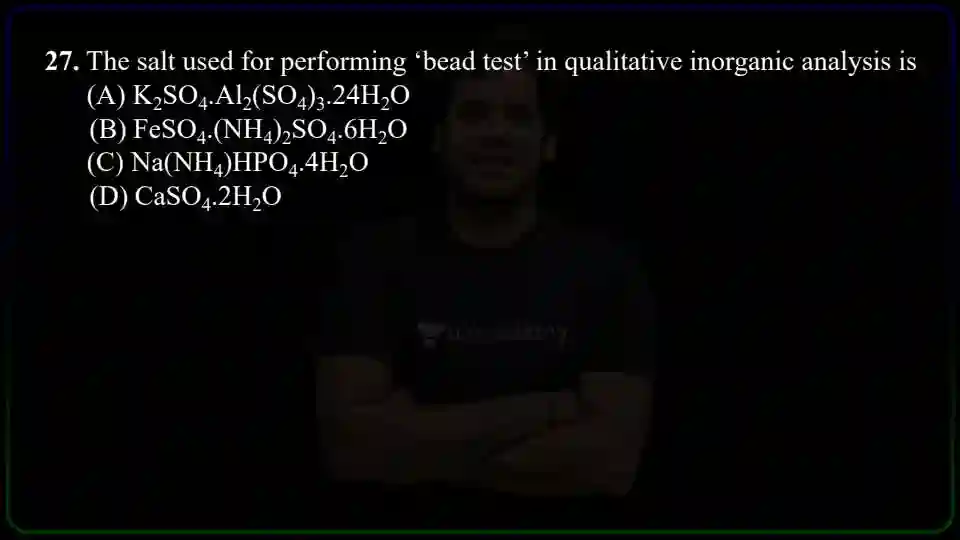 27. The salt used for performing ‘bead test’ in qualitative inorganic analysis is
(A) K₂SO₄.Al₂(SO₄)₃.24H₂O
(B) FeSO₄.(NH₄)₂SO₄.6H₂O
(C) Na(NH₄)HPO₄.4H₂O
(D) CaSO₄.2H₂O